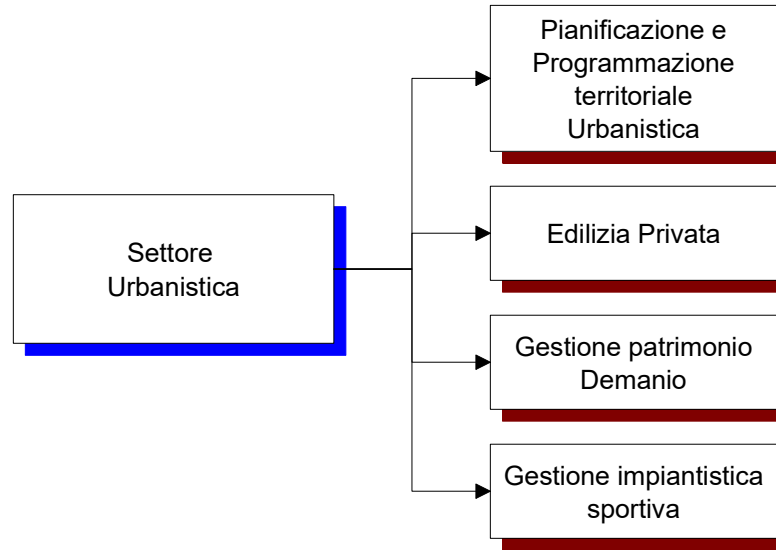 Pianificazione e
Programmazione
territoriale
Urbanistica
Settore
Urbanistica
Edilizia Privata
Gestione patrimonio
Demanio
Gestione impiantistica
sportiva